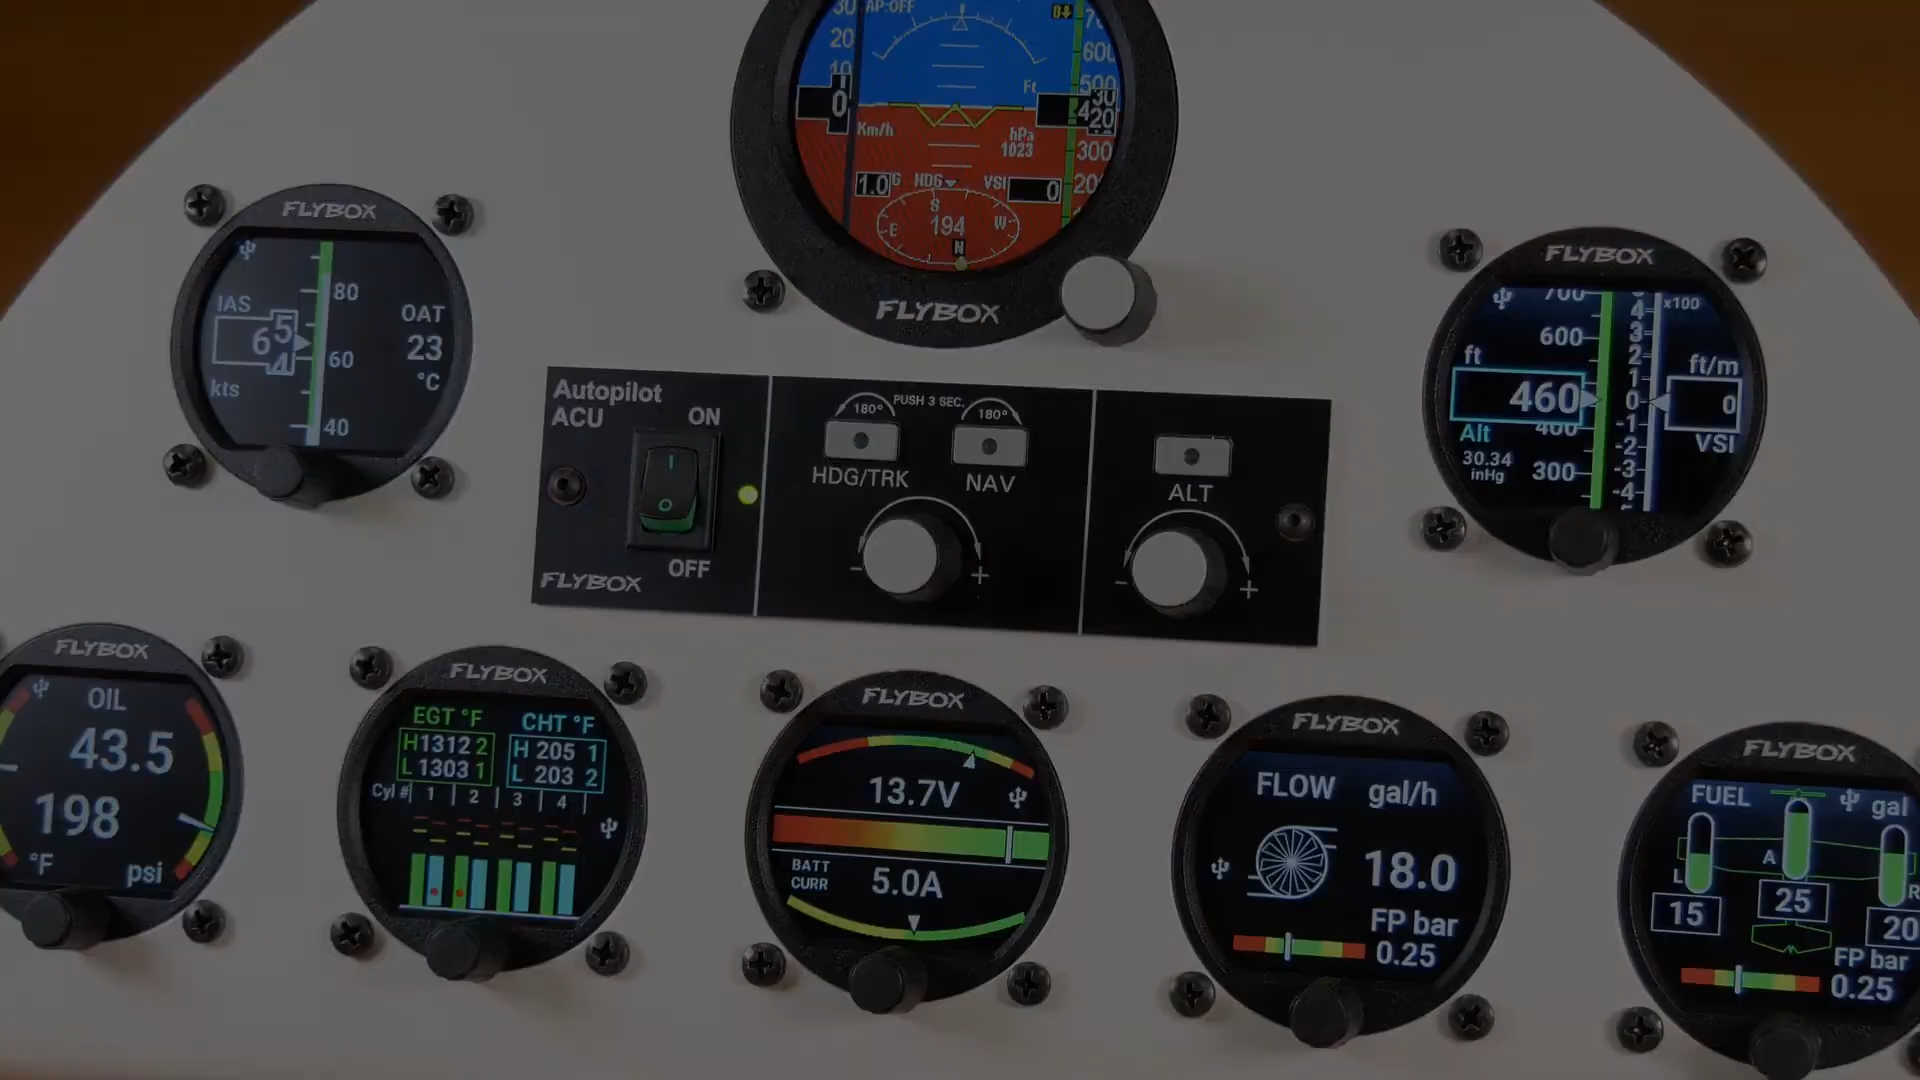 AP:OFF
30
20
10
0
Km/h
Ft
600
500
30
420
hPa
1023
300
1.0G
HDG
VSI
0
S
E
194
W
N
FLYBOX
FLYBOX
IAS
65
4
kts
80
60
40
OAT
23
°C
FLYBOX
700
600
ft
460
400
Alt
30.34
inHg
300
x100
4
3
2
1
0
-1
-2
-3
-4
ft/m
0
VSI
Autopilot
ACU
ON
OFF
FLYBOX
180°
PUSH 3 SEC.
180°
HDG/TRK
NAV
- +
ALT
- +
FLYBOX
OIL
43.5
198
°F
psi
FLYBOX
EGT °F
CHT °F
H 1312 2
L 1303 1
H 205 1
L 203 2
Cyl # 1 2 3 4
FLYBOX
13.7V
BATT
CURR
5.0A
FLYBOX
FLOW gal/h
18.0
FP bar
0.25
FLYBOX
FUEL
gal
A
L
R
15
25
20
FP bar
0.25